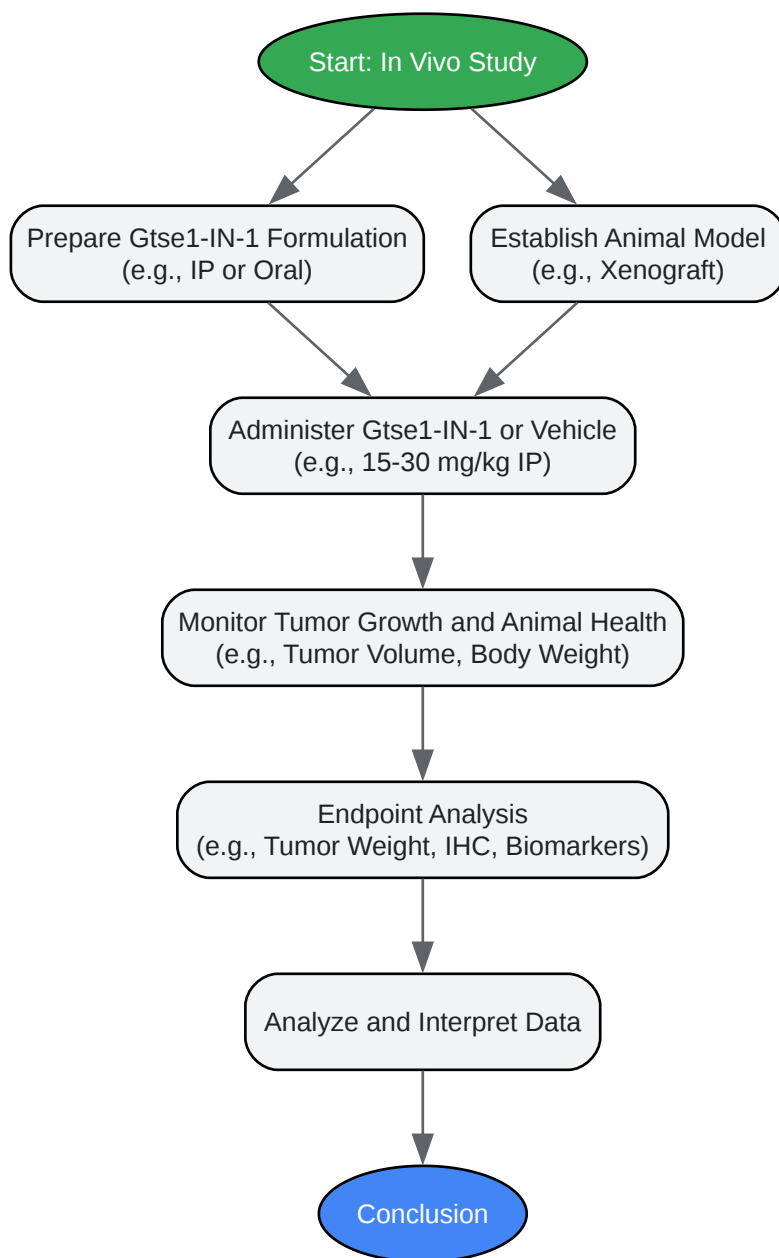 Start: In Vivo Study
Prepare Gtse1-IN-1 Formulation
(e.g., IP or Oral)
Establish Animal Model
(e.g., Xenograft)
Administer Gtse1-IN-1 or Vehicle
(e.g., 15-30 mg/kg IP)
Monitor Tumor Growth and Animal Health
(e.g., Tumor Volume, Body Weight)
Endpoint Analysis
(e.g., Tumor Weight, IHC, Biomarkers)
Analyze and Interpret Data
Conclusion